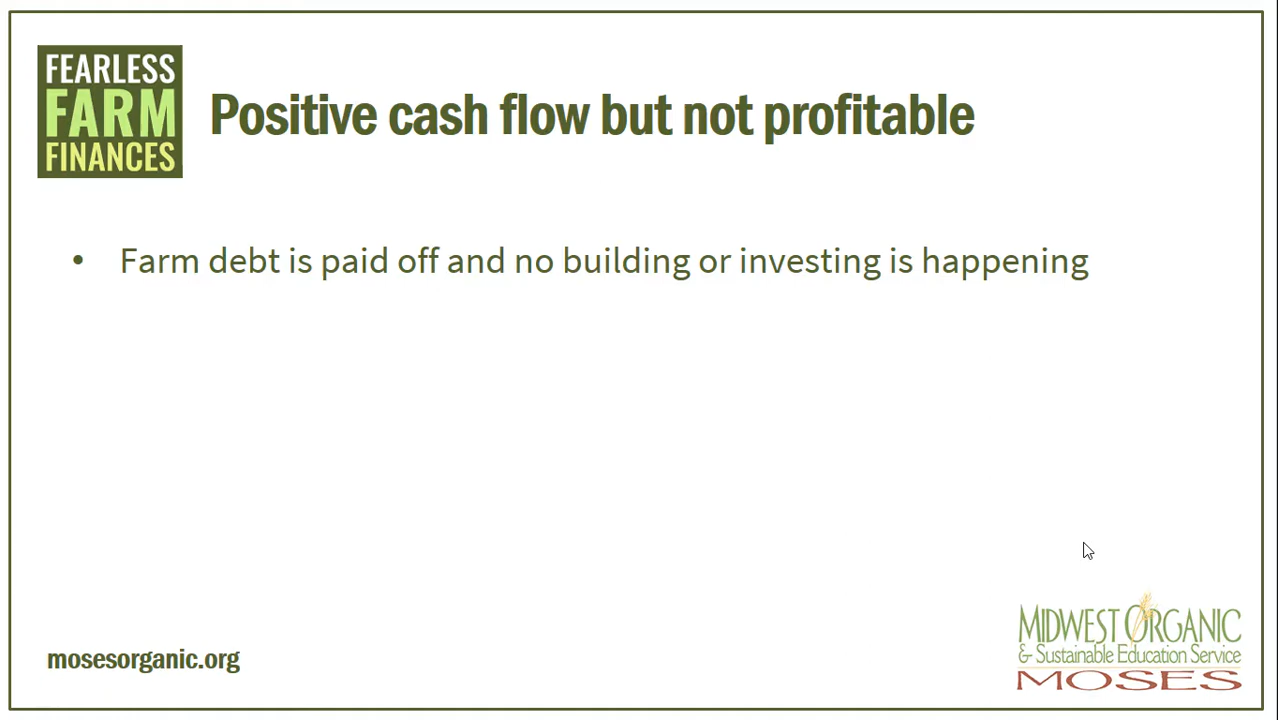 FEARLESS
FARM
FINANCES
Positive cash flow but not profitable
• Farm debt is paid off and no building or investing is happening
mosesorganic.org
MIDWEST ORGANIC
& Sustainable Education Service
MOSES